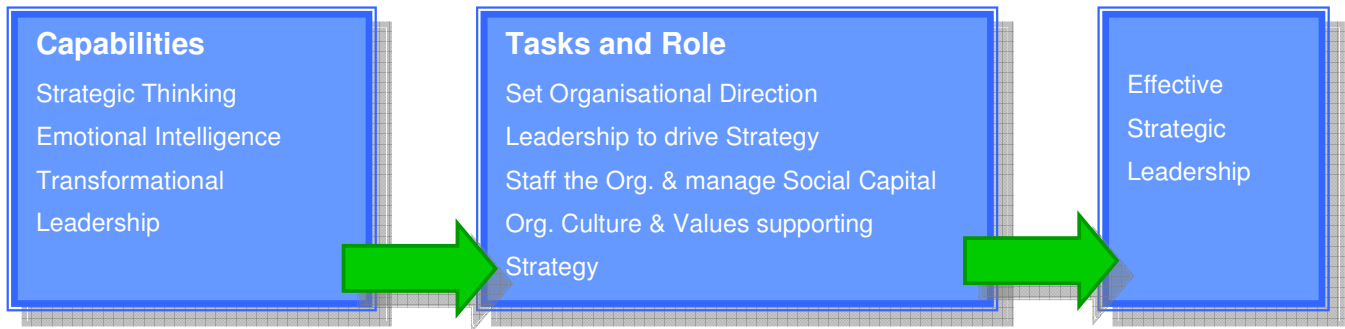 Capabilities
Strategic Thinking
Emotional Intelligence
Transformational
Leadership
Tasks and Role
Set Organisational Direction
Leadership to drive Strategy
Staff the Org. & manage Social Capital
Org. Culture & Values supporting
Strategy
Effective
Strategic
Leadership